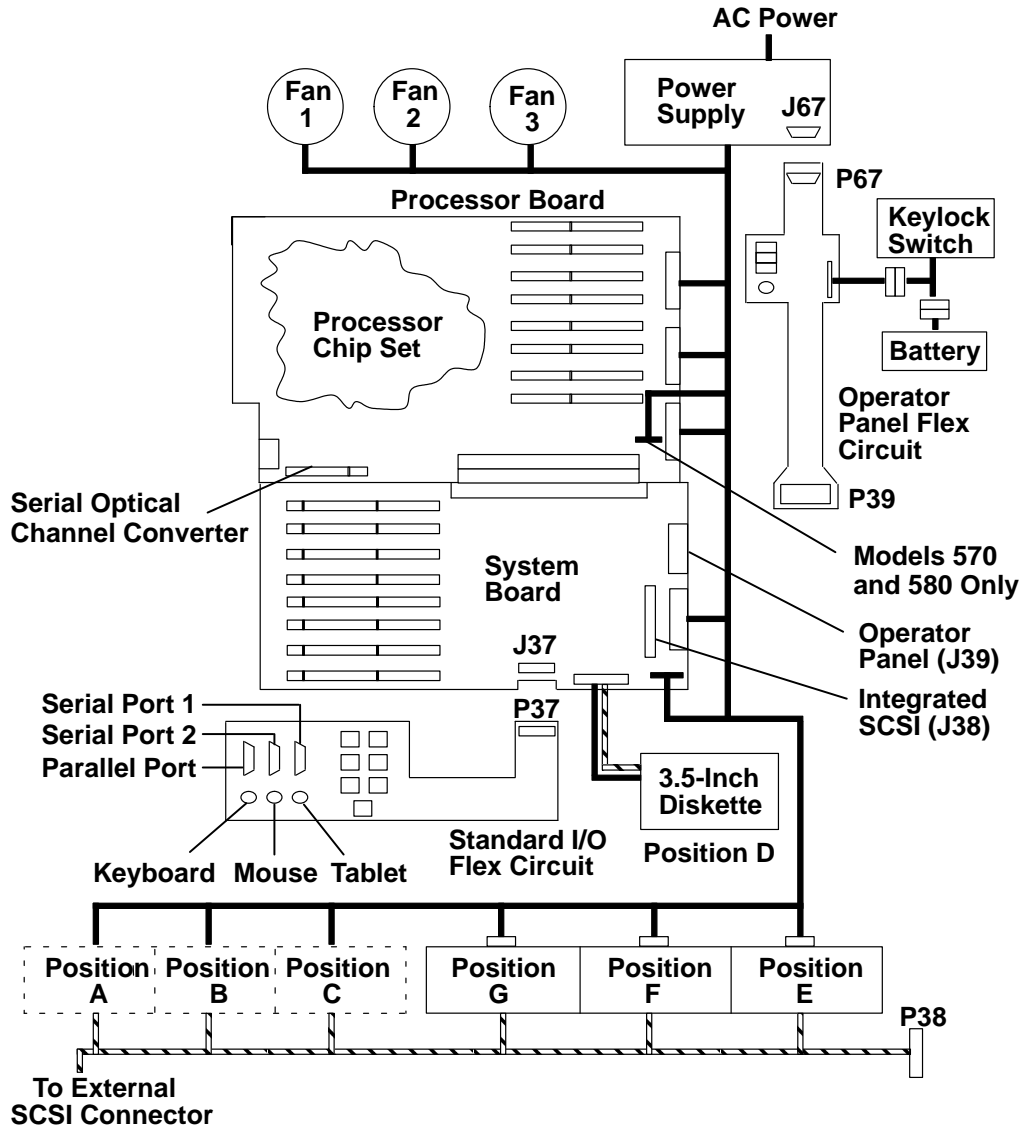 AC Power
Fan
1
Fan
2
Fan
3
Power
Supply
J67
P67
Processor Board
Keylock
Switch
Processor
Chip Set
Battery
Operator
Panel Flex
Circuit
P39
Serial Optical
Channel Converter
System
Board
Models 570
and 580 Only
Operator
Panel (J39)
J37
Integrated
SCSI (J38)
Serial Port 1
Serial Port 2
Parallel Port
P37
3.5-Inch
Diskette
Position D
Standard I/O
Flex Circuit
Keyboard Mouse Tablet
Position
A
Position
B
Position
C
Position
G
Position
F
Position
E
P38
To External
SCSI Connector